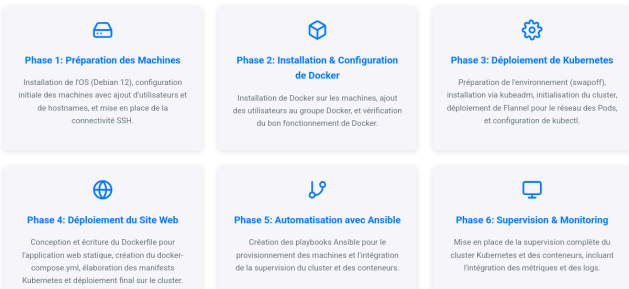 Phase 1: Préparation des Machines
Installation de l'OS (Debian 12), configuration
initiale des machines avec ajout d'utilisateurs et
de hostnames, et mise en place de la
connectivité SSH.
Phase 2: Installation & Configuration
de Docker
Installation de Docker sur les machines, ajout
des utilisateurs au groupe Docker, et vérification
du bon fonctionnement de Docker.
Phase 3: Déploiement de Kubernetes
Préparation de l'environnement (swapoff),
installation via kubeadm, initialisation du cluster,
déploiement de Flannel pour le réseau des Pods,
et configuration de kubectl.
Phase 4: Déploiement du Site Web
Conception et écriture du Dockerfile pour
l'application web statique, création du docker-
compose.yml, élaboration des manifests
Kubernetes et déploiement final sur le cluster.
Phase 5: Automatisation avec Ansible
Création des playbooks Ansible pour le
provisionnement des machines et l'intégration
de la supervision du cluster et des conteneurs.
Phase 6: Supervision & Monitoring
Mise en place de la supervision complète du
cluster Kubernetes et des conteneurs, incluant
l'intégration des métriques et des logs.